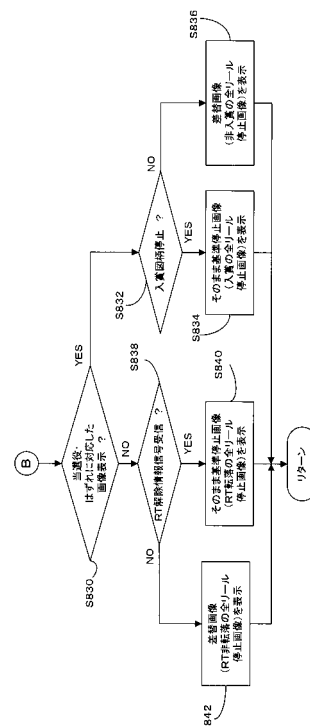 B
当選役・
はずれに対応した
画像表示 ?
S830
YES
NO
入賞図柄停止 ?
S832
NO
YES
RT解除情報信号受信 ?
S838
NO
YES
差替画像
(非入賞の全リール
停止画像)を表示
S836
そのまま基準停止画像
(入賞の全リール
停止画像)を表示
S834
そのまま基準停止画像
(RT転落の全リール
停止画像)を表示
S840
差替画像
(RT非転落の全リール
停止画像)を表示
S842
リターン